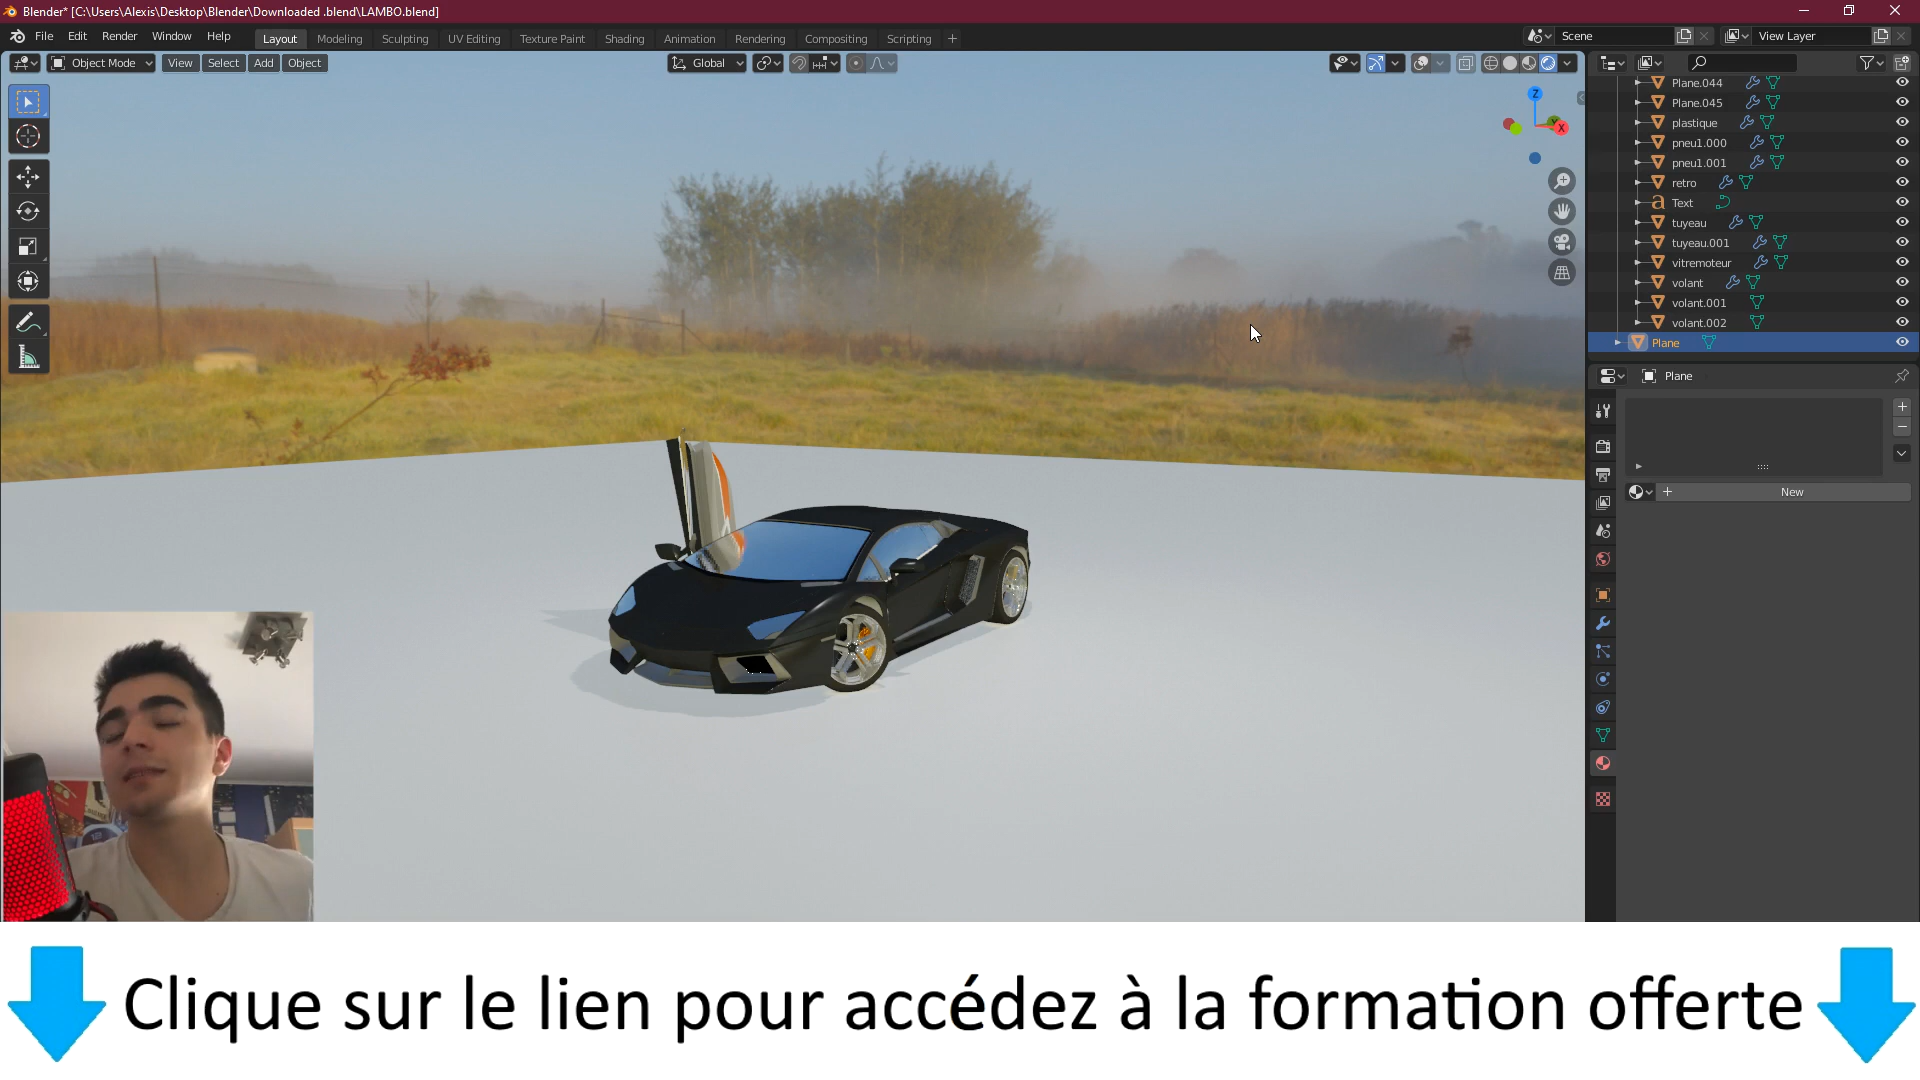 Blender* [C:\Users\Alexis\Desktop\Blender\Downloaded .blend\LAMBO.blend]
File Edit Render Window Help Layout Modeling Sculpting UV Editing Texture Paint Shading Animation Rendering Compositing Scripting + Scene View Layer
Object Mode View Select Add Object Global
Z
Y
X
Plane.044
Plane.045
plastique
pneu1.000
pneu1.001
retro
a Text
tuyeau
tuyeau.001
vitremoteur
volant
volant.001
volant.002
Plane
Plane
New
Clique sur le lien pour accédez à la formation offerte